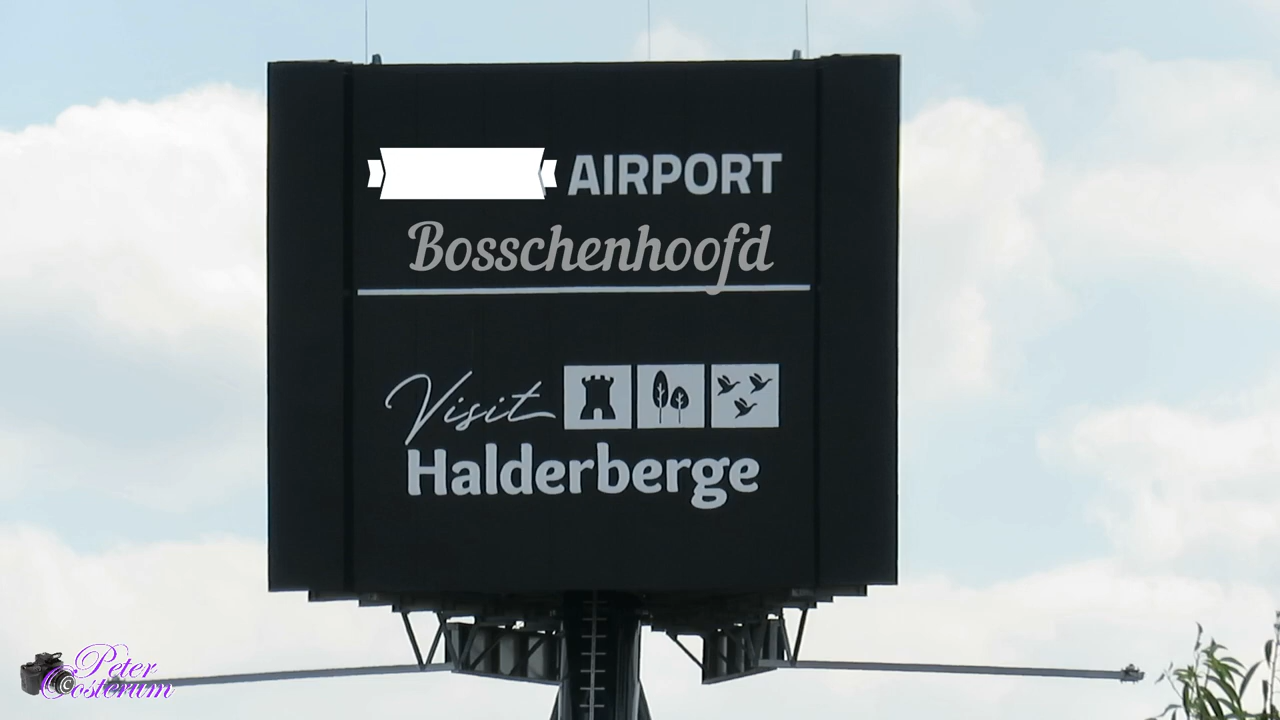 AIRPORT
Bosschenhoofd
Visit
Halderberge
Peter
© Oosterum